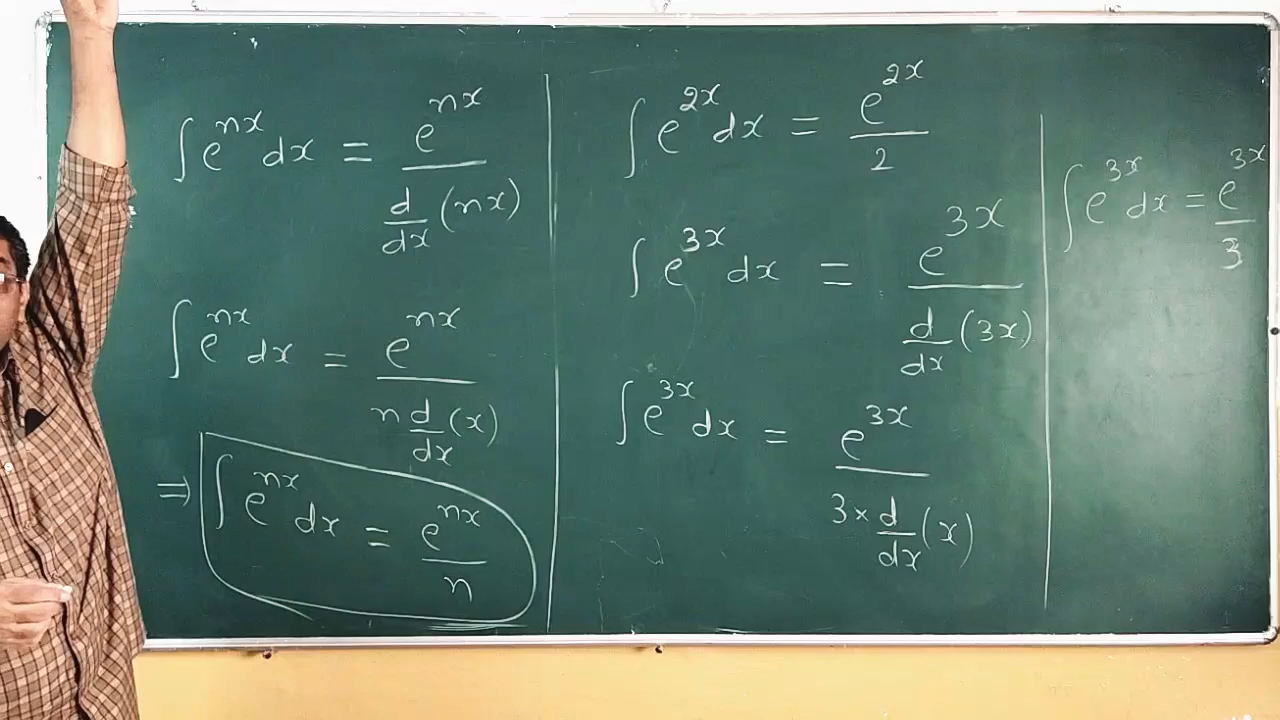 ∫e^{nx} dx = e^{nx} / d/dx (nx)
∫e^{nx} dx = e^{nx} / n d/dx (x)
⇒ ∫e^{nx} dx = e^{nx} / n
∫e^{2x} dx = e^{2x} / 2
∫e^{3x} dx = e^{3x} / d/dx (3x)
∫e^{3x} dx = e^{3x} / 3 × d/dx (x)
∫e^{3x} dx = e^{3x} / 3